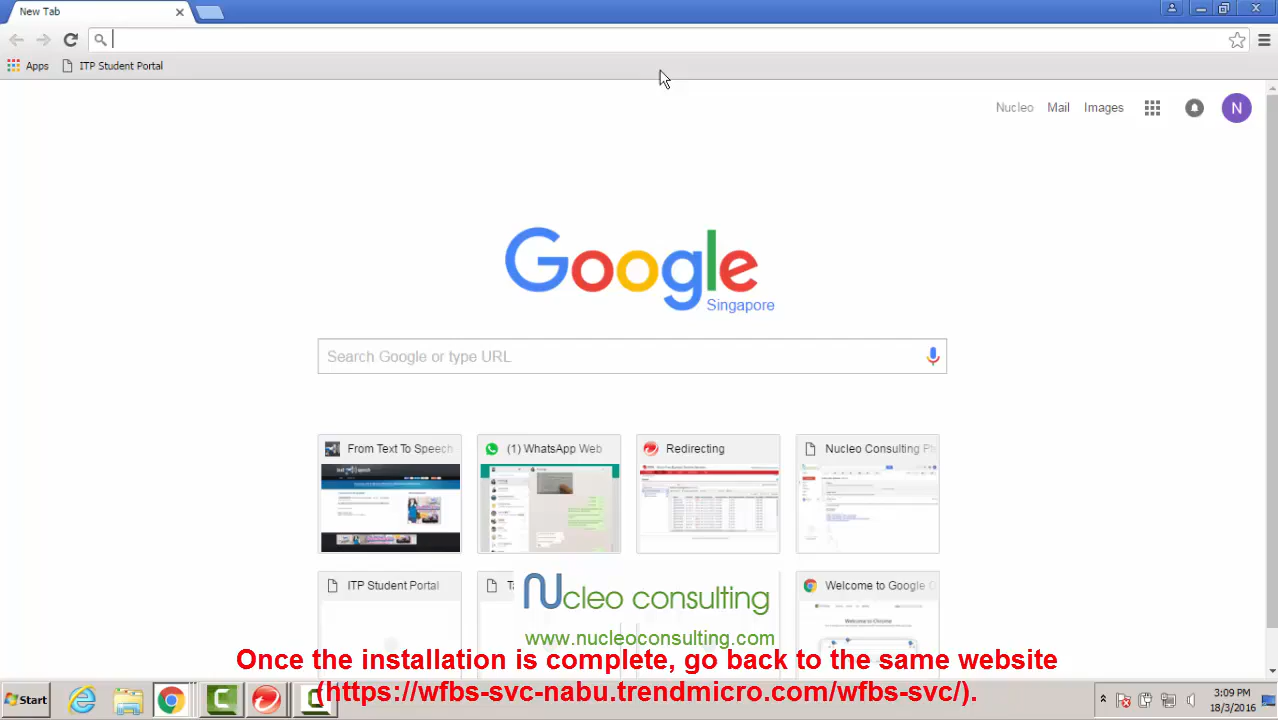 New Tab
Apps
ITP Student Portal
Nucleo
Mail
Images
N
Google
Singapore
Search Google or type URL
From Text To Speech
(1) WhatsApp Web
Redirecting
Nucleo Consulting
ITP Student Portal
Welcome to Google
Welcome to Chrome
Nucleo consulting
www.nucleoconsulting.com
Once the installation is complete, go back to the same website
(https://wfbs-svc-nabu.trendmicro.com/wfbs-svc/).
Start
3:09 PM
18/3/2016